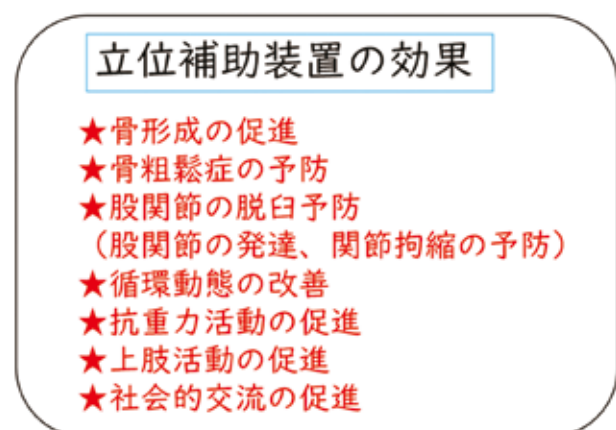 立位補助装置の効果
★骨形成の促進
★骨粗鬆症の予防
★股関節の脱臼予防
（股関節の発達、関節拘縮の予防）
★循環動態の改善
★抗重力活動の促進
★上肢活動の促進
★社会的交流の促進